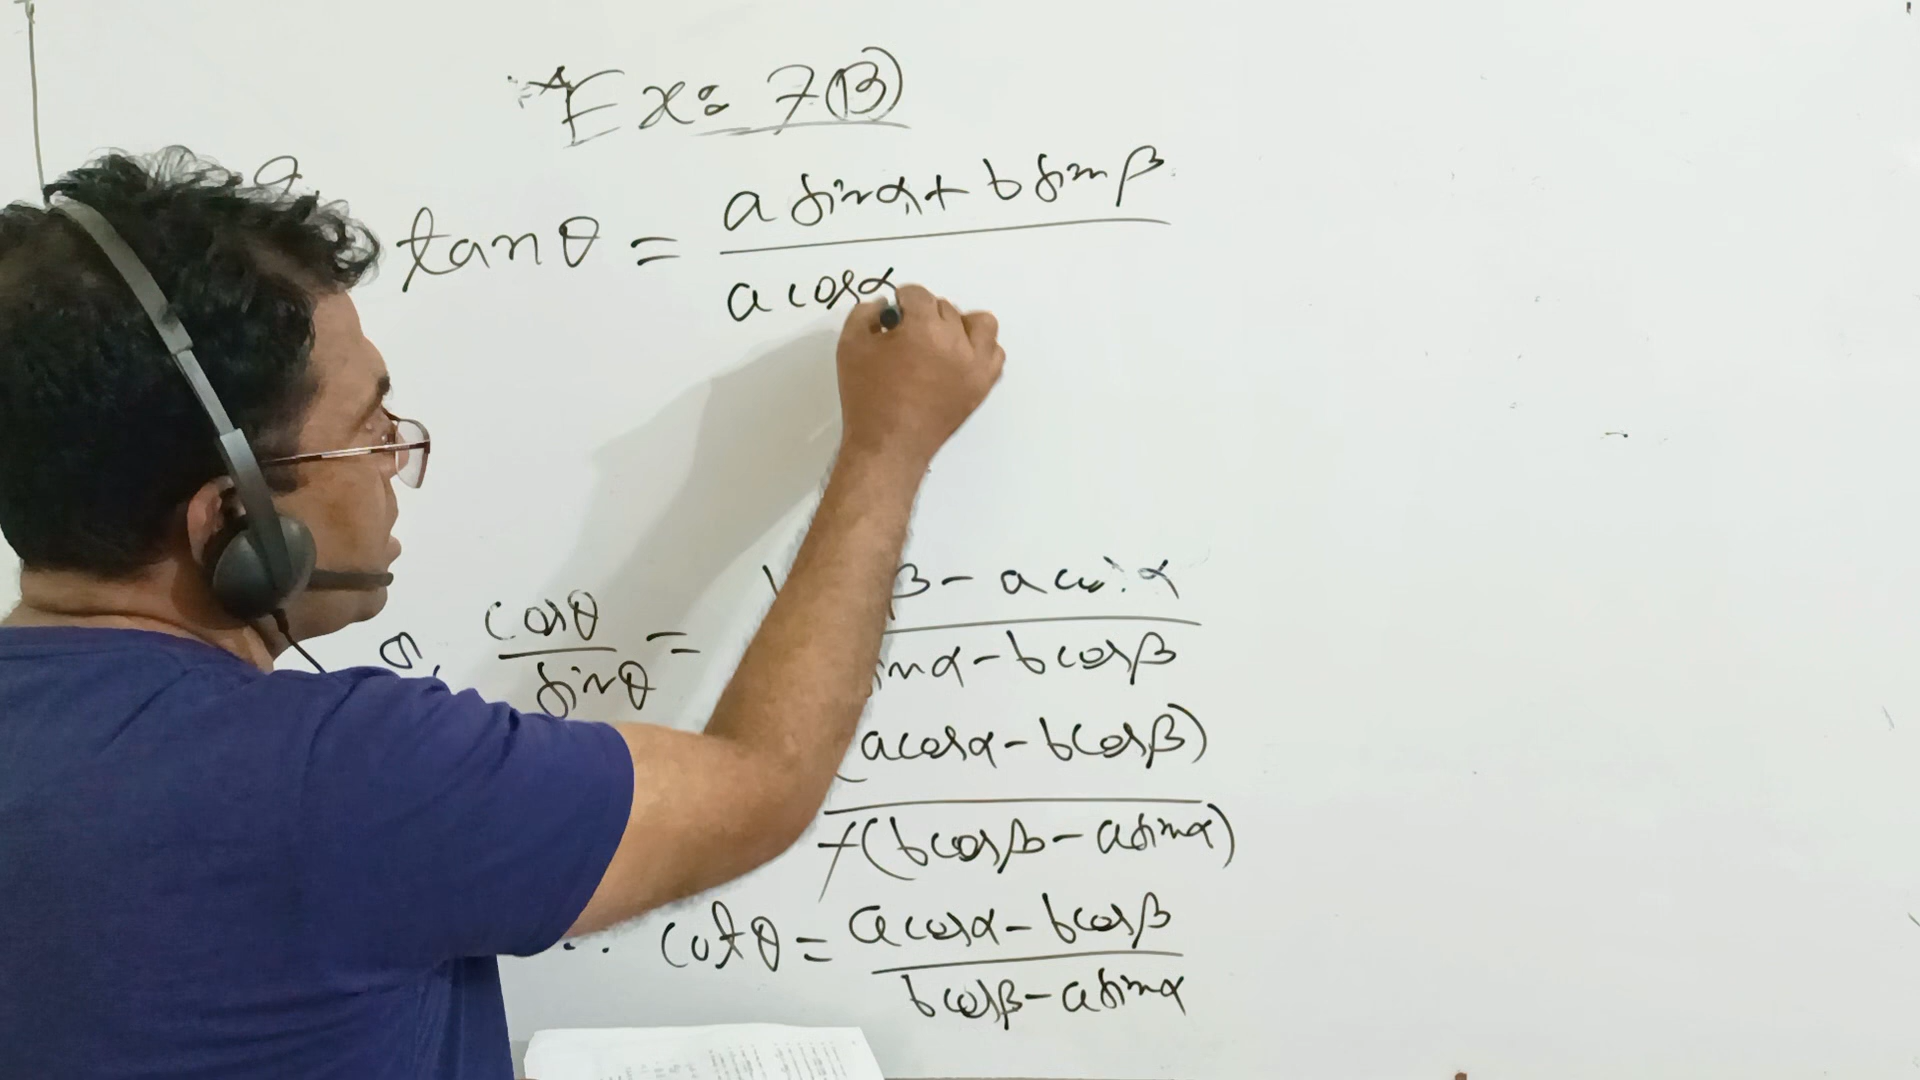 Ex: 7(B)
tanθ = a sinα + b sinβ
a cosα
cosθ = β - a cos α
sinθ inα - b cosβ
(a cosα - b cosβ)
(b cosβ - a sinα)
∴ cotθ = a cosα - b cosβ
b cosβ - a sinα